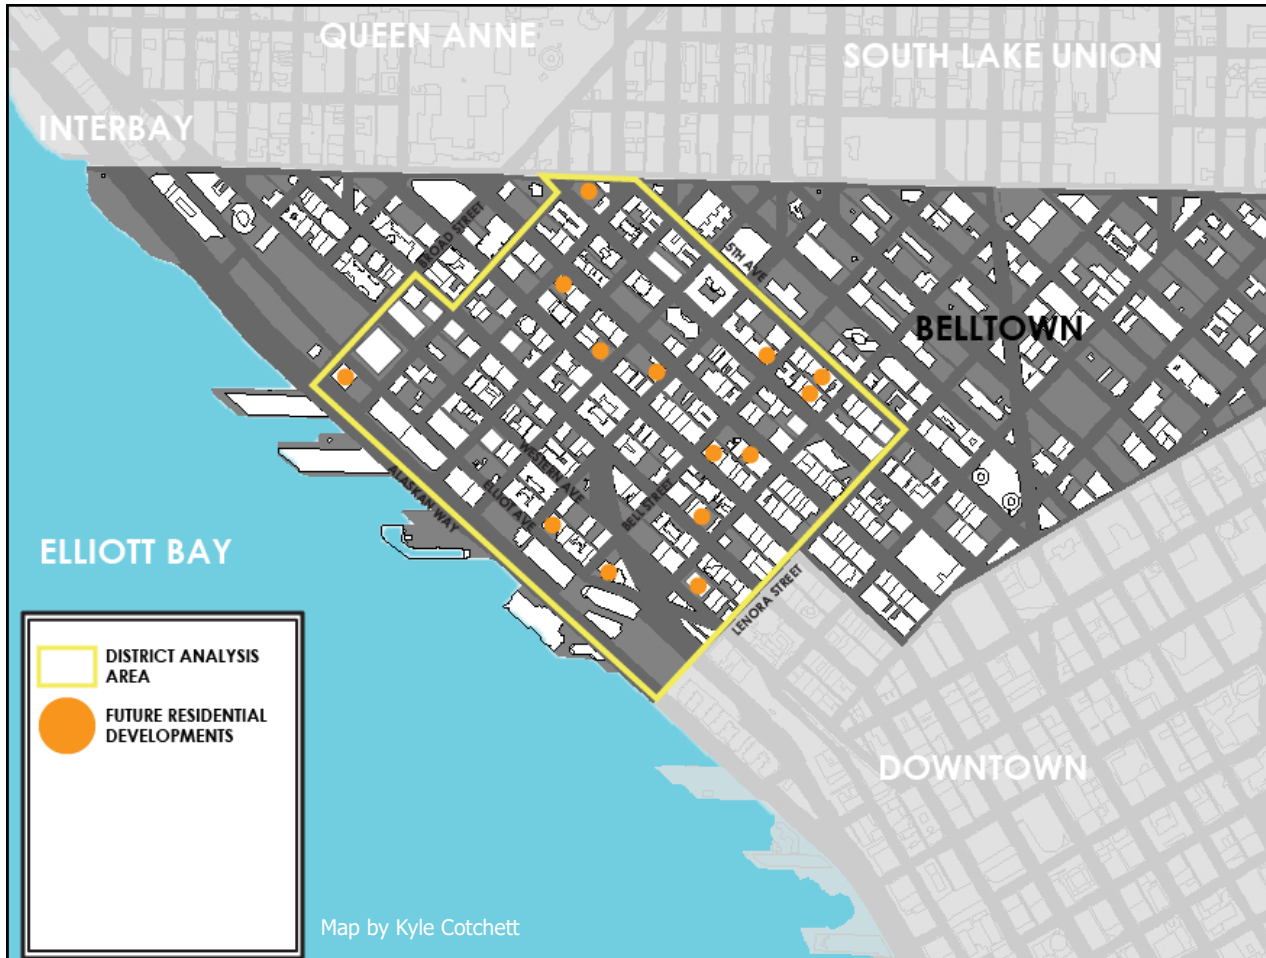 QUEEN ANNE
SOUTH LAKE UNION
INTERBAY
BROAD STREET
5TH AVE
BELLTOWN
WESTERN AVE
ELLIOT AVE
BELL STREET
ALASKAN WAY
ELLIOTT BAY
LENORA STREET
DISTRICT ANALYSIS
AREA
FUTURE RESIDENTIAL
DEVELOPMENTS
DOWNTOWN
Map by Kyle Cotchett